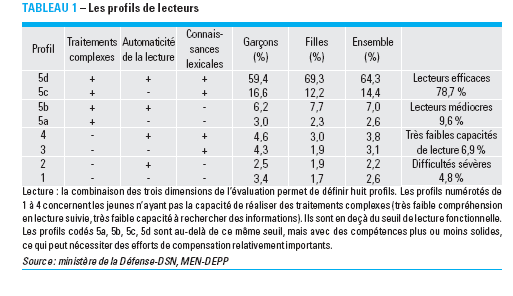 TABLEAU 1 – Les profils de lecteurs
Profil Traitements complexes Automaticité de la lecture Connais-sances lexicales Garçons (%) Filles (%) Ensemble (%)
5d + + + 59,4 69,3 64,3 Lecteurs efficaces
5c + - + 16,6 12,2 14,4 78,7 %
5b + + - 6,2 7,7 7,0 Lecteurs médiocres
5a + - - 3,0 2,3 2,6 9,6 %
4 - + + 4,6 3,0 3,8 Très faibles capacités
3 - - + 4,3 1,9 3,1 de lecture 6,9 %
2 - + - 2,5 1,9 2,2 Difficultés sévères
1 - - - 3,4 1,7 2,6 4,8 %
Lecture : la combinaison des trois dimensions de l'évaluation permet de définir huit profils. Les profils numérotés de
1 à 4 concernent les jeunes n'ayant pas la capacité de réaliser des traitements complexes (très faible compréhension
en lecture suivie, très faible capacité à rechercher des informations). Ils sont en deçà du seuil de lecture fonctionnelle.
Les profils codés 5a, 5b, 5c, 5d sont au-delà de ce même seuil, mais avec des compétences plus ou moins solides,
ce qui peut nécessiter des efforts de compensation relativement importants.
Source : ministère de la Défense-DSN, MEN-DEPP